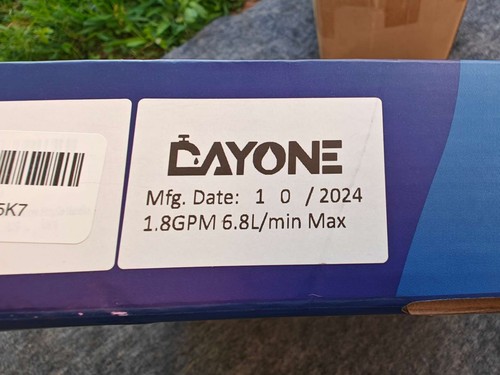 5K7
DAYONE
Mfg. Date: 1 0 / 2024
1.8GPM 6.8L/min Max